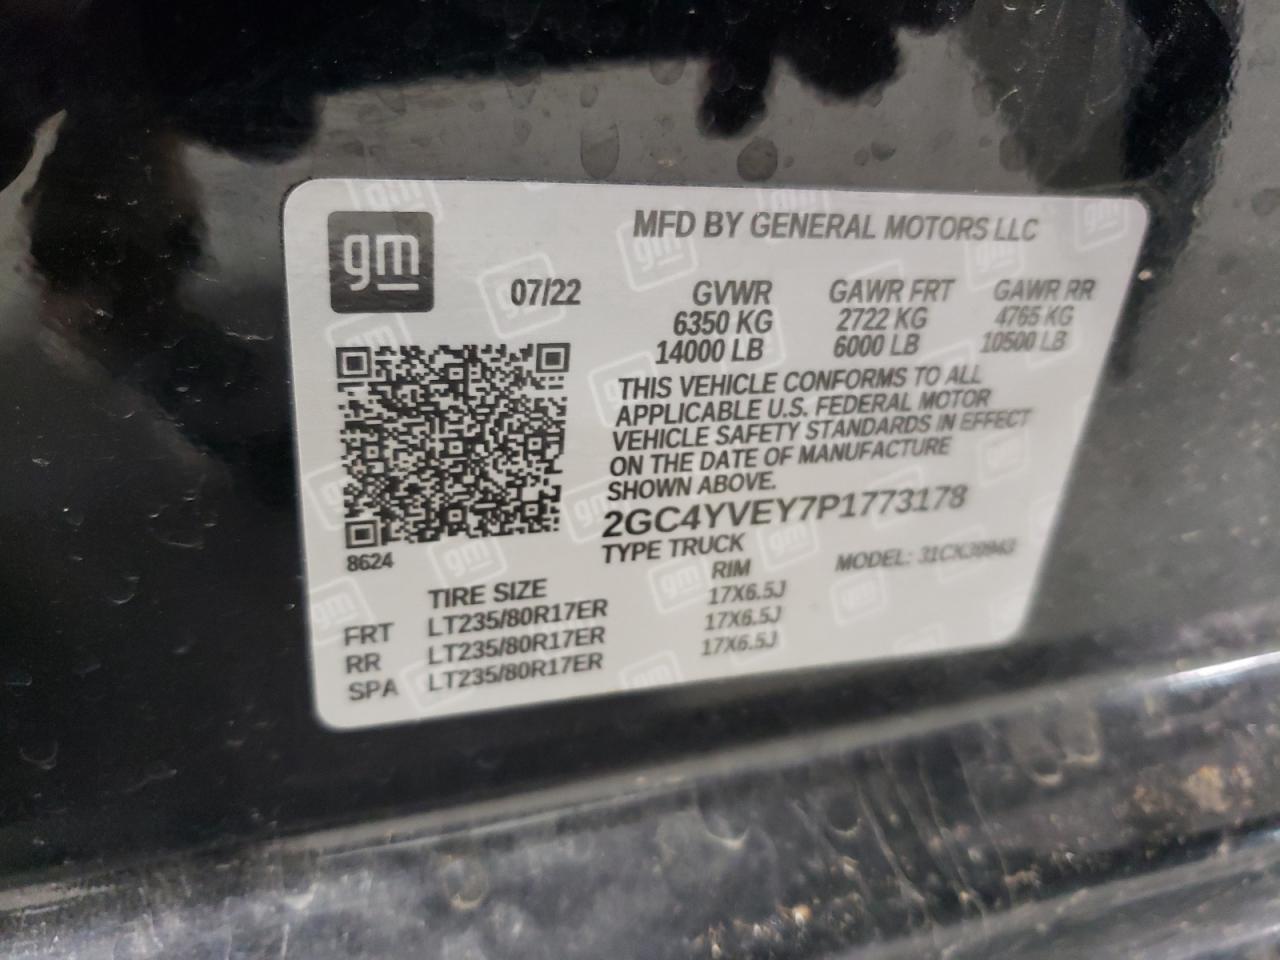 gm
MFD BY GENERAL MOTORS LLC
07/22 GVWR GAWR FRT GAWR RR
6350 KG 2722 KG 4765 KG
14000 LB 6000 LB 10500 LB
THIS VEHICLE CONFORMS TO ALL
APPLICABLE U.S. FEDERAL MOTOR
VEHICLE SAFETY STANDARDS IN EFFECT
ON THE DATE OF MANUFACTURE
SHOWN ABOVE.
2GC4YVEY7P1773178
8624
TYPE TRUCK MODEL: 31CK30943
TIRE SIZE RIM
FRT LT235/80R17ER 17X6.5J
RR LT235/80R17ER 17X6.5J
SPA LT235/80R17ER 17X6.5J